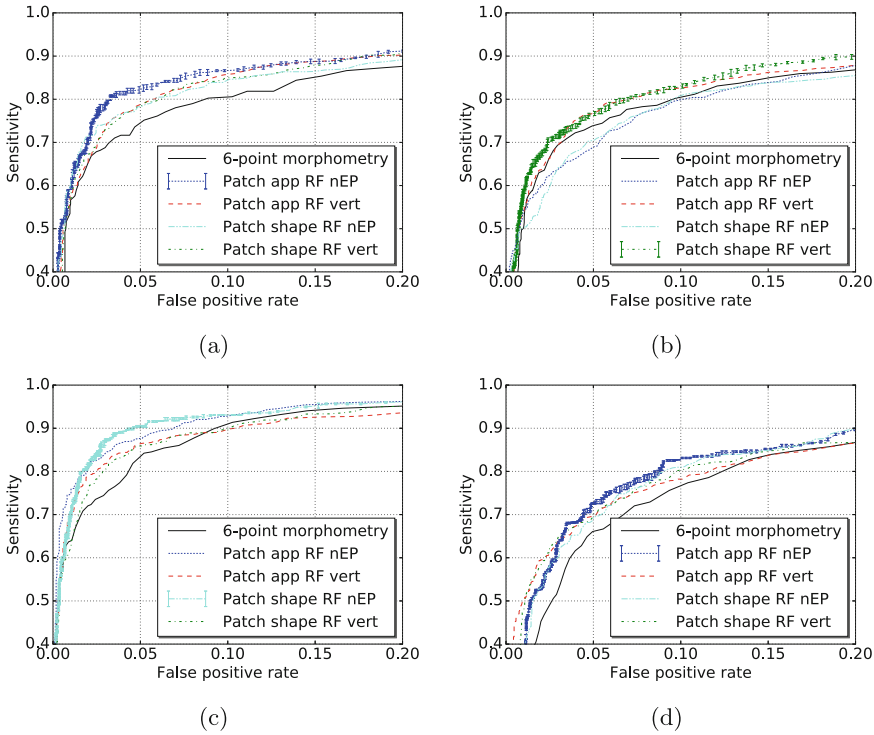 1.0
0.9
0.8
0.7
0.6
0.5
0.4
Sensitivity
6-point morphometry
Patch app RF nEP
Patch app RF vert
Patch shape RF nEP
Patch shape RF vert
0.00 0.05 0.10 0.15 0.20
False positive rate
(a)
1.0
0.9
0.8
0.7
0.6
0.5
0.4
Sensitivity
6-point morphometry
Patch app RF nEP
Patch app RF vert
Patch shape RF nEP
Patch shape RF vert
0.00 0.05 0.10 0.15 0.20
False positive rate
(b)
1.0
0.9
0.8
0.7
0.6
0.5
0.4
Sensitivity
6-point morphometry
Patch app RF nEP
Patch app RF vert
Patch shape RF nEP
Patch shape RF vert
0.00 0.05 0.10 0.15 0.20
False positive rate
(c)
1.0
0.9
0.8
0.7
0.6
0.5
0.4
Sensitivity
6-point morphometry
Patch app RF nEP
Patch app RF vert
Patch shape RF nEP
Patch shape RF vert
0.00 0.05 0.10 0.15 0.20
False positive rate
(d)